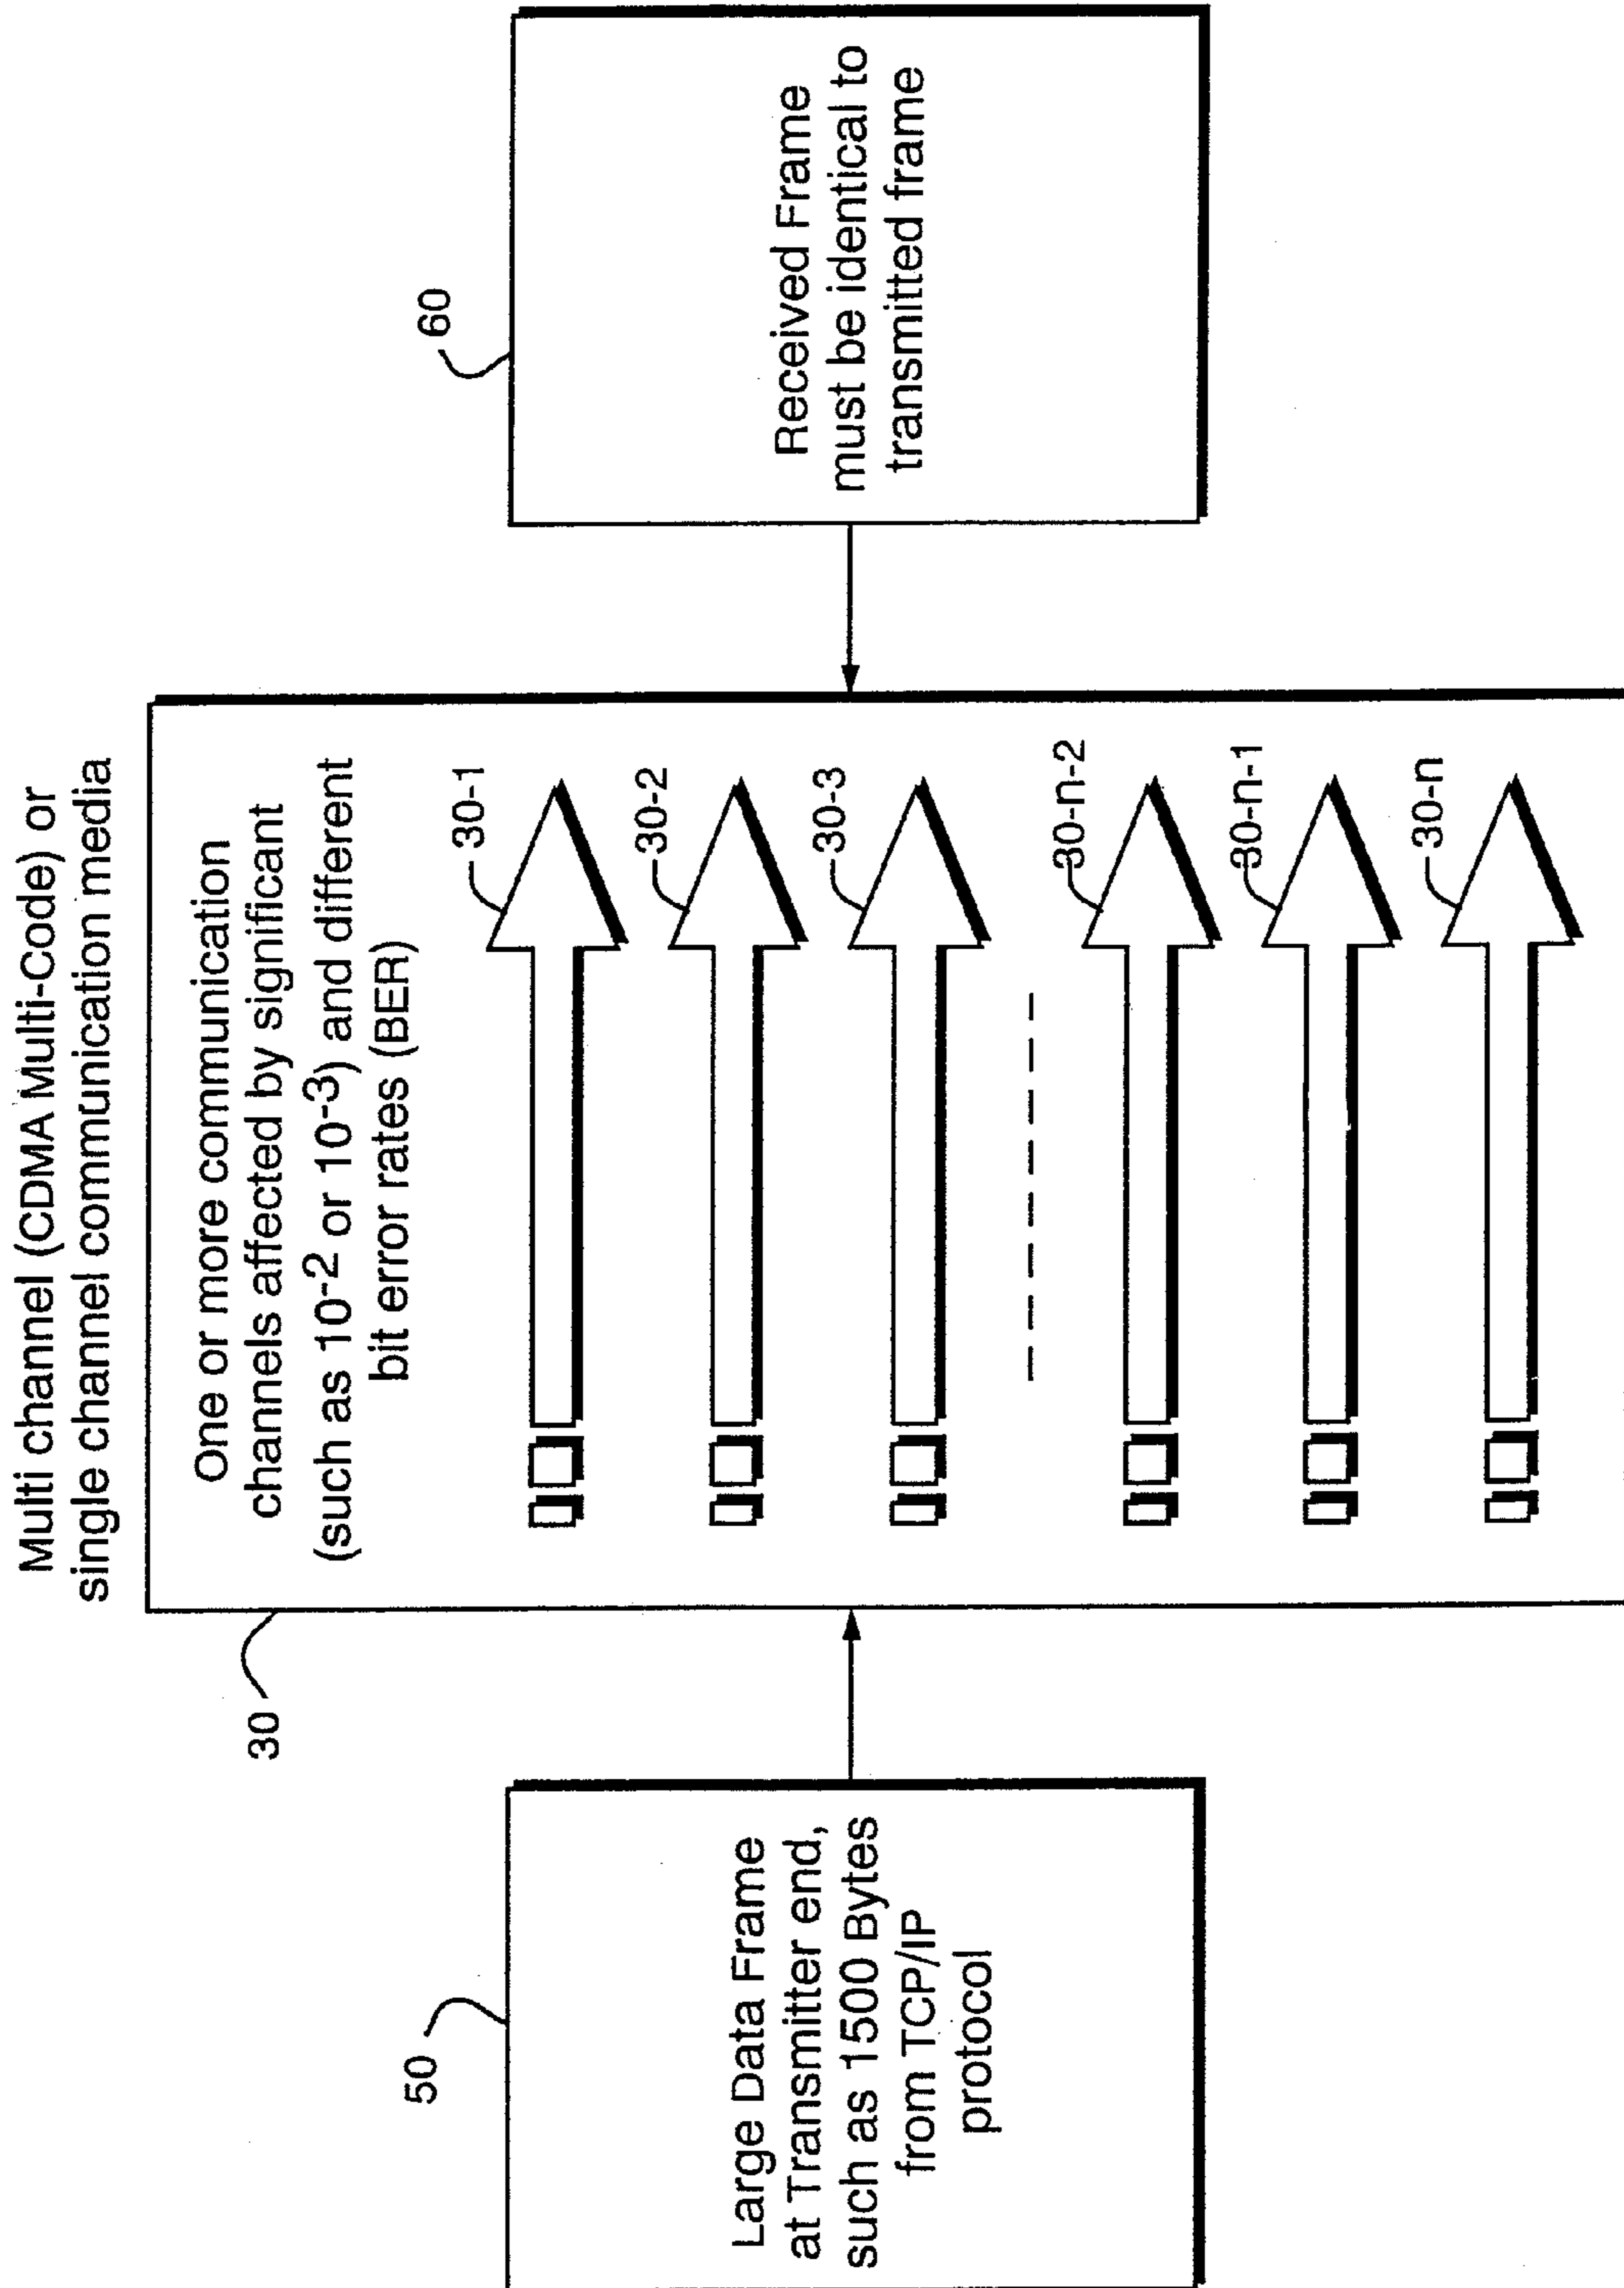 Multi channel (CDMA Multi-Code) or
single channel communication media
30
One or more communication
channels affected by significant
(such as 10-2 or 10-3) and different
bit error rates (BER)
30-1
30-2
30-3
30-n-2
30-n-1
30-n
50
Large Data Frame
at Transmitter end,
such as 1500 Bytes
from TCP/IP
protocol
60
Received Frame
must be identical to
transmitted frame